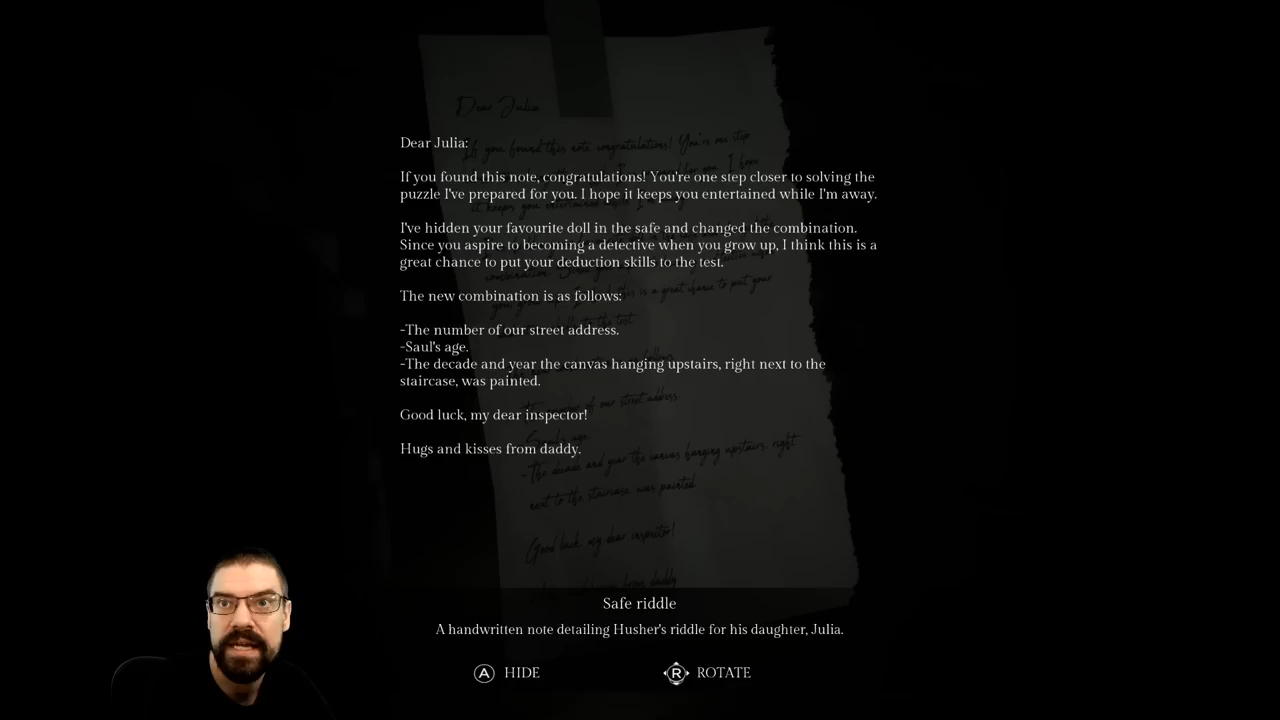 Dear Julia:
If you found this note, congratulations! You're one step closer to solving the
puzzle I've prepared for you. I hope it keeps you entertained while I'm away.
I've hidden your favourite doll in the safe and changed the combination.
Since you aspire to becoming a detective when you grow up, I think this is a
great chance to put your deduction skills to the test.
The new combination is as follows:
-The number of our street address.
-Saul's age.
-The decade and year the canvas hanging upstairs, right next to the
staircase, was painted.
Good luck, my dear inspector!
Hugs and kisses from daddy.
Safe riddle
A handwritten note detailing Husher's riddle for his daughter, Julia.
A HIDE
R ROTATE